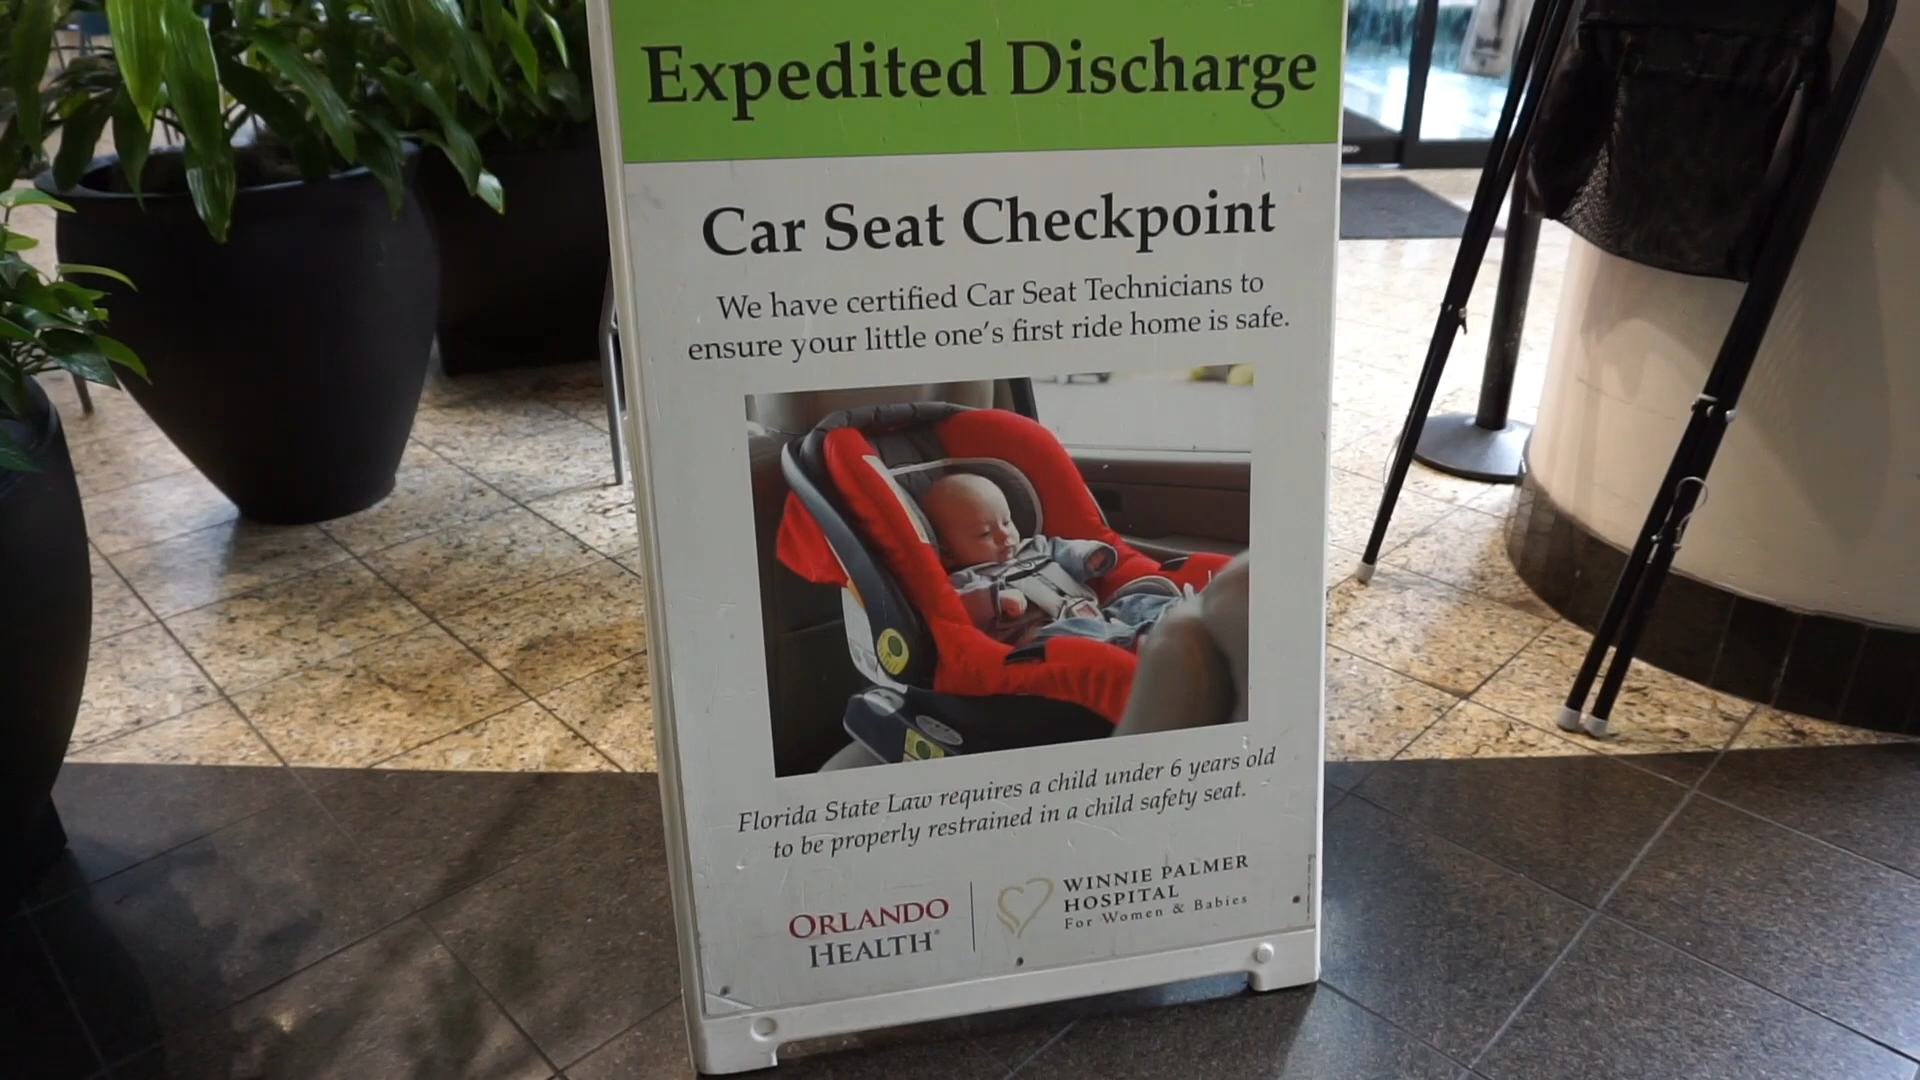 Expedited Discharge
Car Seat Checkpoint
We have certified Car Seat Technicians to
ensure your little one's first ride home is safe.
Florida State Law requires a child under 6 years old
to be properly restrained in a child safety seat.
ORLANDO
HEALTH®
WINNIE PALMER
HOSPITAL
For Women & Babies